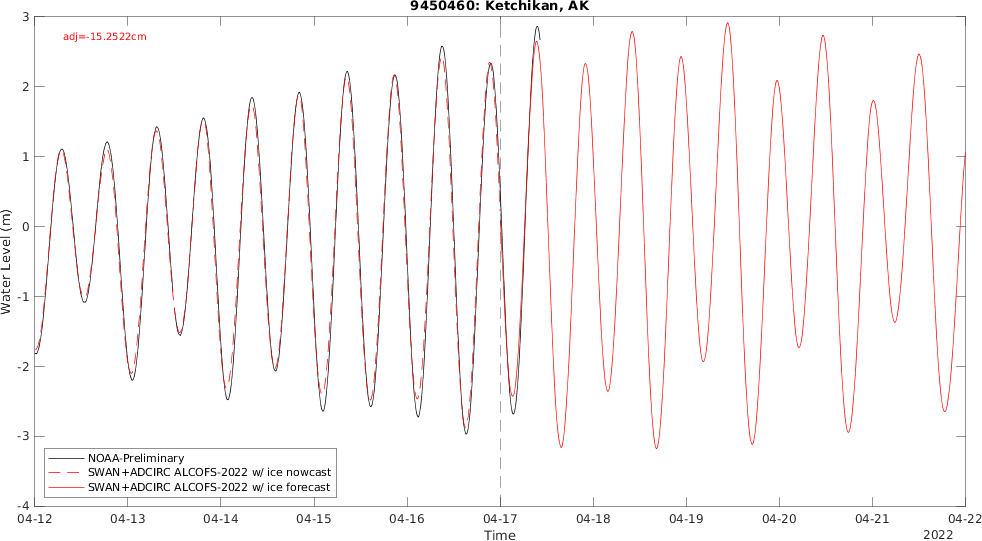 9450460: Ketchikan, AK
adj=-15.2522cm
3
2
1
0
-1
-2
-3
-4
Water Level (m)
NOAA-Preliminary
SWAN+ADCIRC ALCOFS-2022 w/ ice nowcast
SWAN+ADCIRC ALCOFS-2022 w/ ice forecast
04-12 04-13 04-14 04-15 04-16 04-17 04-18 04-19 04-20 04-21 04-22
Time
2022